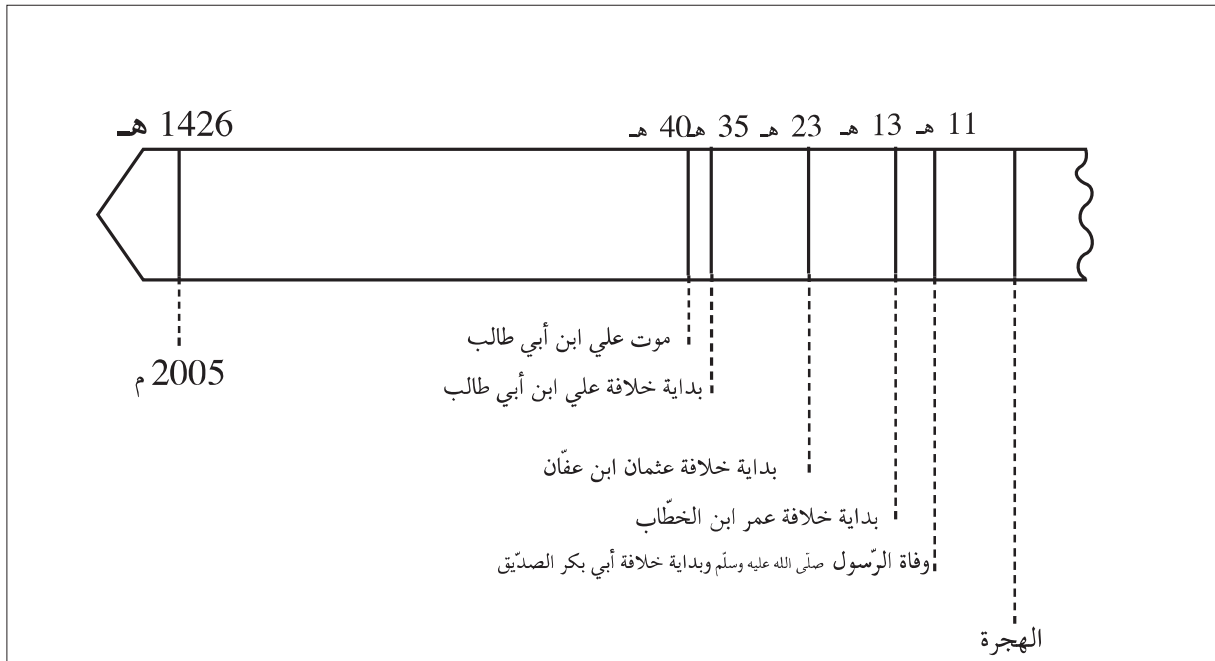 11 هـ
13 هـ
23 هـ
35 هـ
40 هـ
1426 هـ
موت علي ابن أبي طالب
2005 م
بداية خلافة علي ابن أبي طالب
بداية خلافة عثمان ابن عفّان
بداية خلافة عمر ابن الخطّاب
وفاة الرّسول صلّى الله عليه وسلّم وبداية خلافة أبي بكر الصدّيق
الهجرة